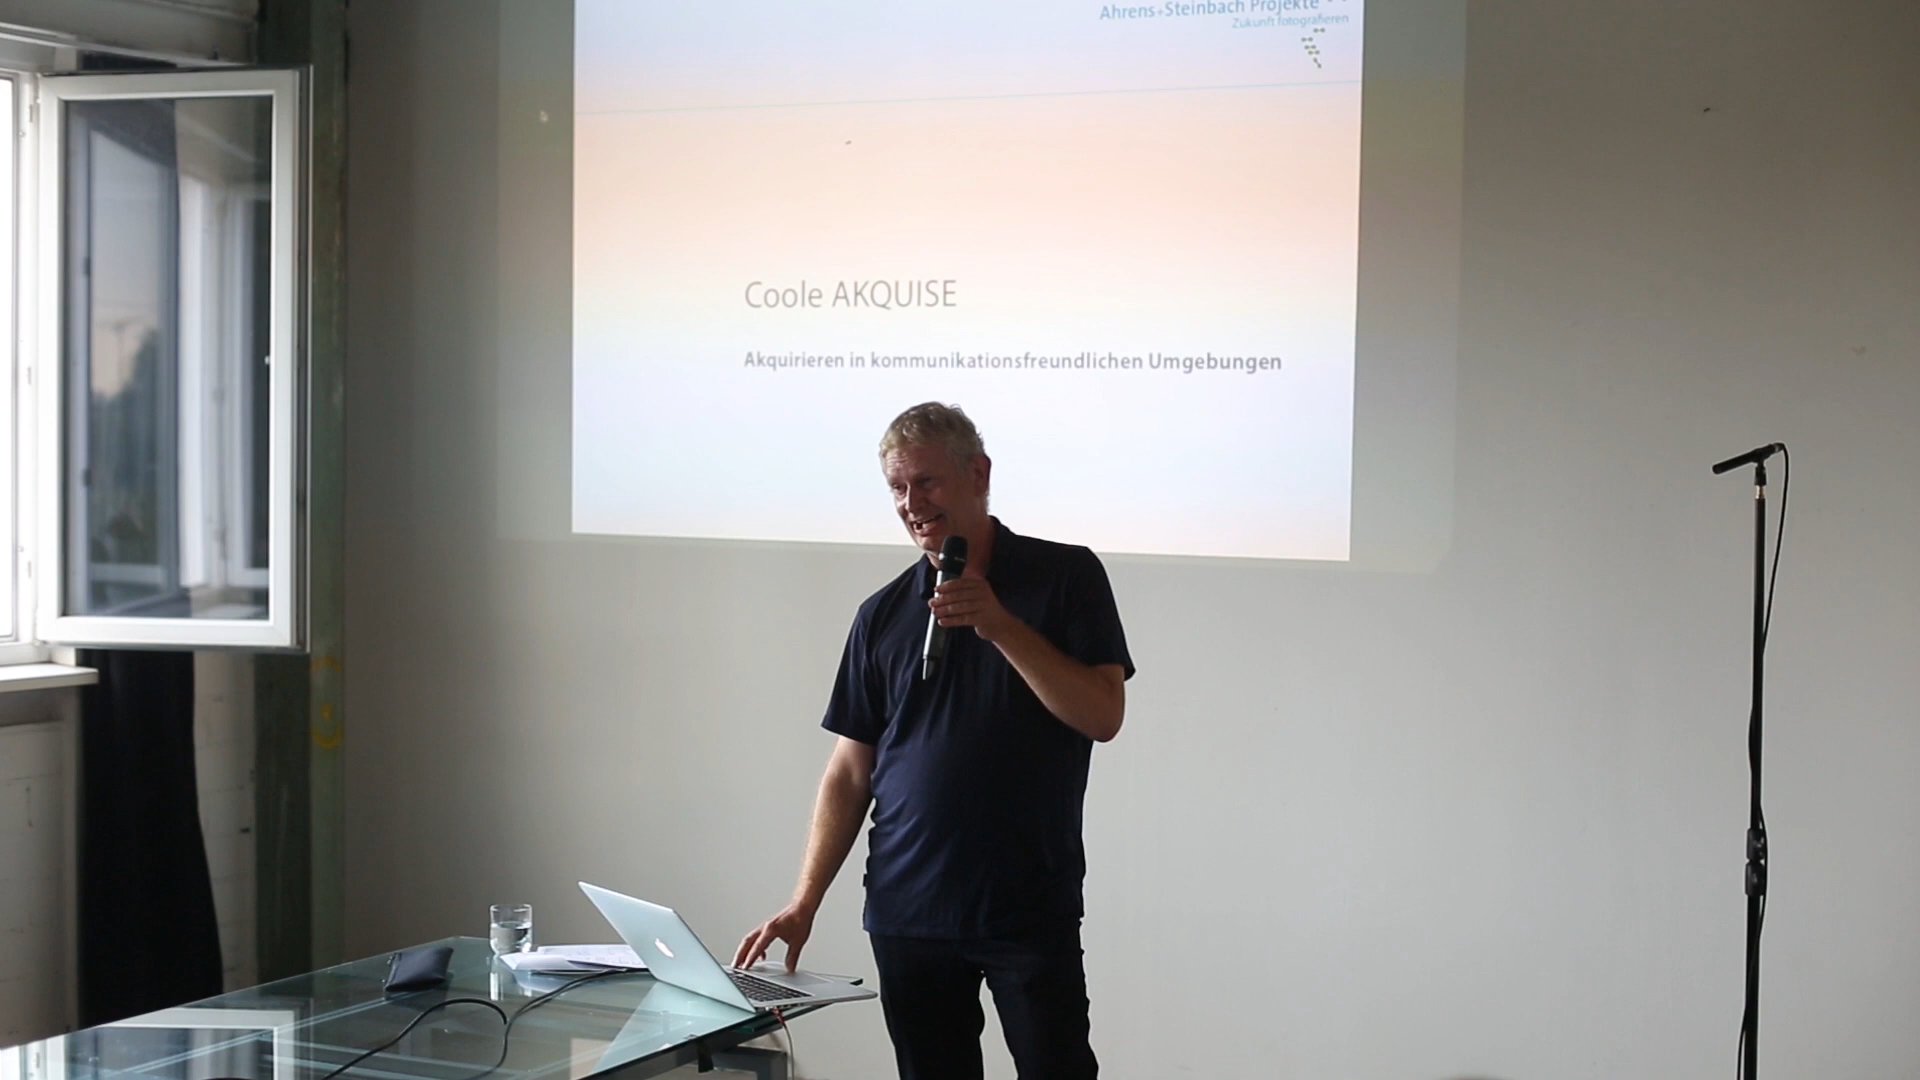 Ahrens+Steinbach Projekte
Zukunft fotografieren
Coole AKQUISE
Akquirieren in kommunikationsfreundlichen Umgebungen